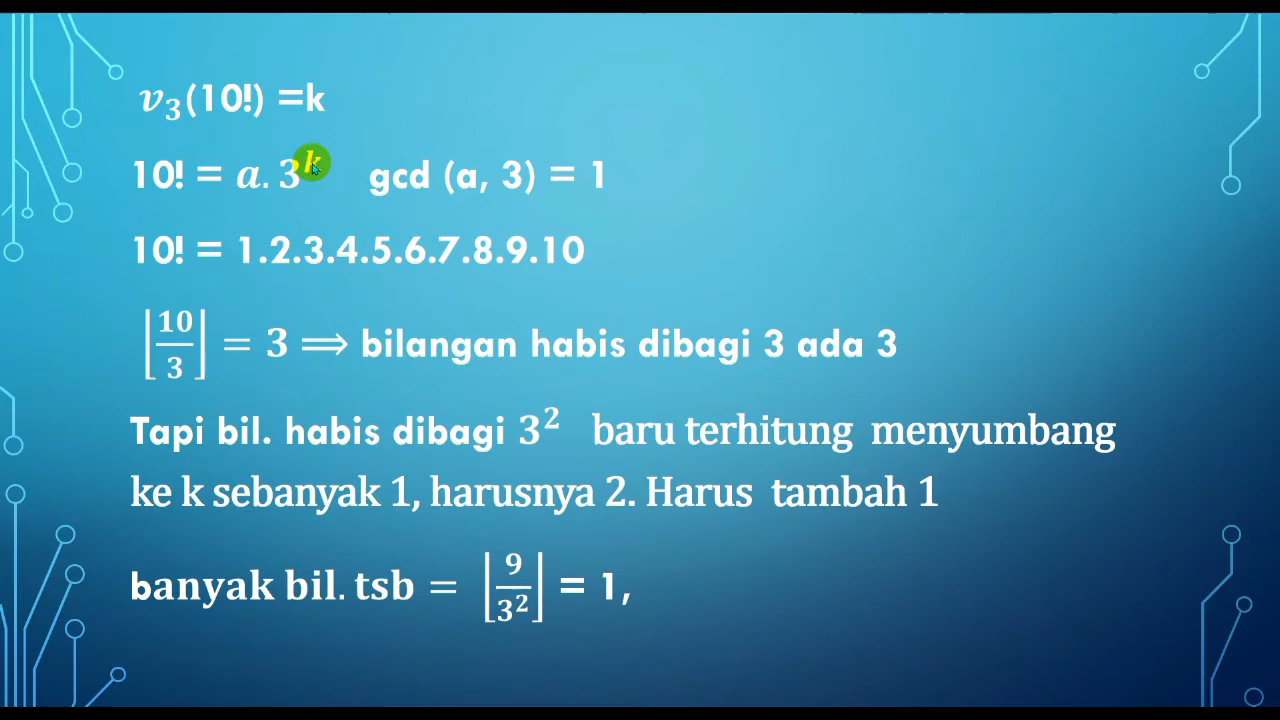 𝒗₃(10!) =k
10! = 𝒂. 3ᵏ gcd (a, 3) = 1
10! = 1.2.3.4.5.6.7.8.9.10
⌊10/3⌋ = 3 ⟹ bilangan habis dibagi 3 ada 3
Tapi bil. habis dibagi 3² baru terhitung menyumbang
ke k sebanyak 1, harusnya 2. Harus tambah 1
banyak bil. tsb = ⌊9/3²⌋ = 1,